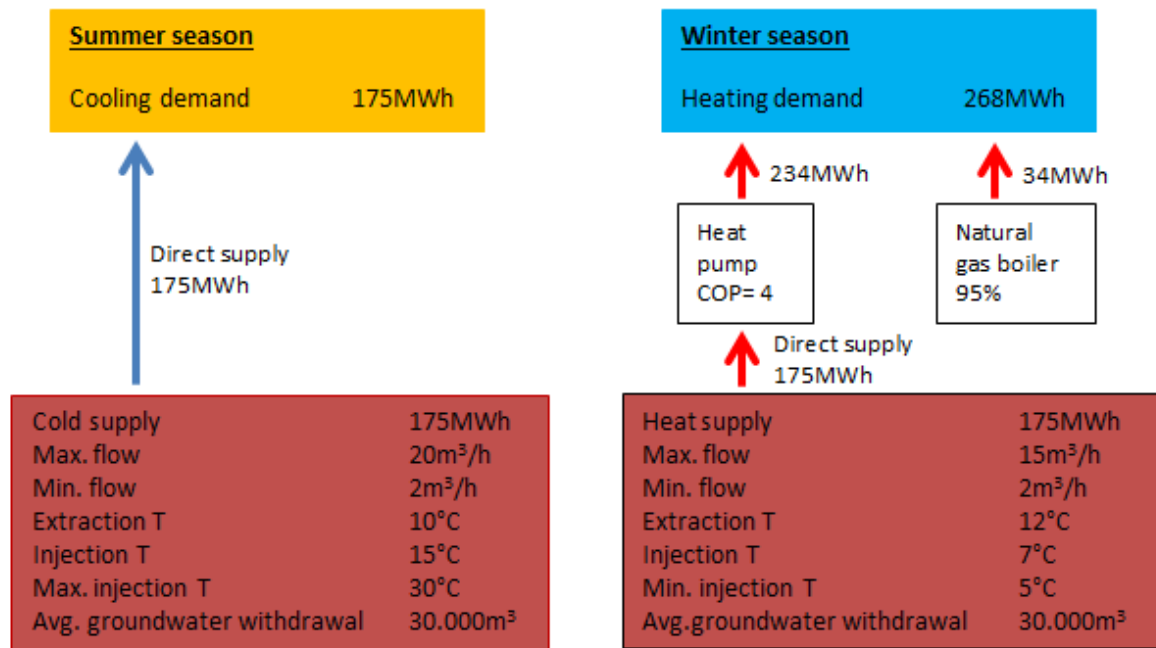 Summer season
Cooling demand 175MWh
Direct supply
175MWh
Cold supply 175MWh
Max. flow 20m³/h
Min. flow 2m³/h
Extraction T 10°C
Injection T 15°C
Max. injection T 30°C
Avg. groundwater withdrawal 30.000m³
Winter season
Heating demand 268MWh
234MWh
34MWh
Heat
pump
COP= 4
Natural
gas boiler
95%
Direct supply
175MWh
Heat supply 175MWh
Max. flow 15m³/h
Min. flow 2m³/h
Extraction T 12°C
Injection T 7°C
Min. injection T 5°C
Avg.groundwater withdrawal 30.000m³